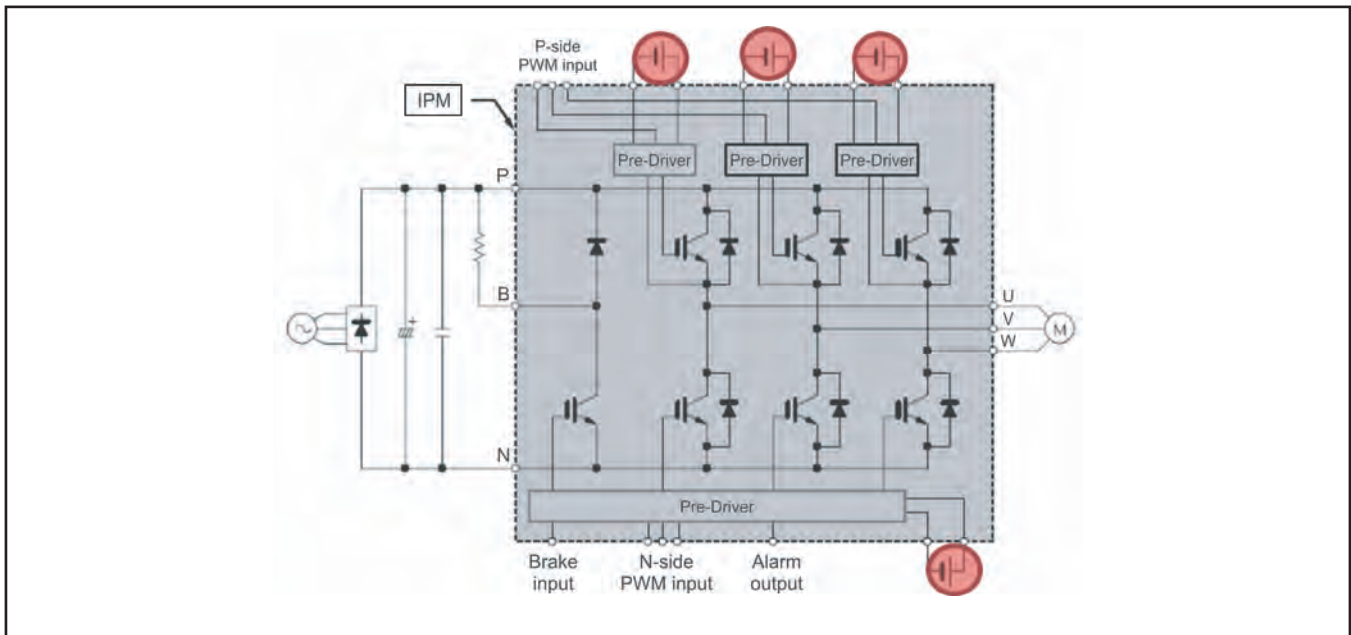 P-side
PWM input
IPM
Pre-Driver
Pre-Driver
Pre-Driver
P
B
U
V
W
M
+
N
Pre-Driver
Brake
input
N-side
PWM input
Alarm
output